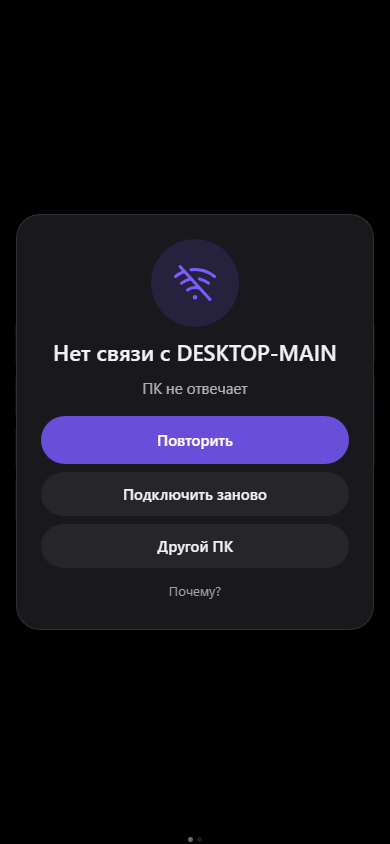 Нет связи с DESKTOP-MAIN
ПК не отвечает
Повторить
Подключить заново
Другой ПК
Почему?